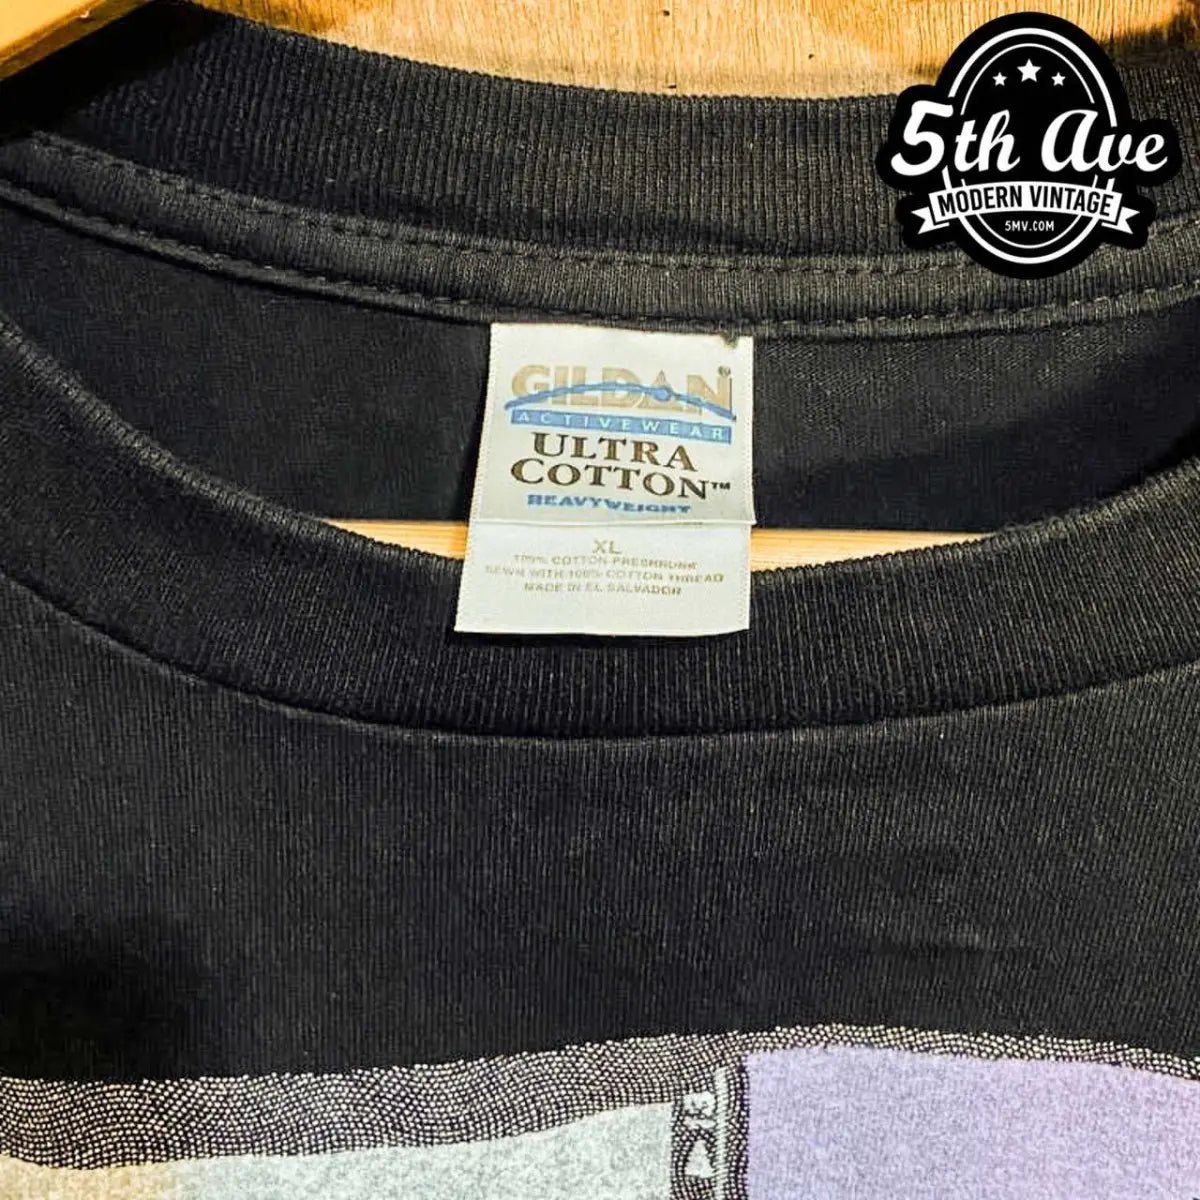 5th Ave
MODERN VINTAGE
5MV.COM
GILDAN®
ACTIVEWEAR
ULTRA
COTTON™
HEAVYWEIGHT
XL
100% COTTON PRESHRUNK
SEWN WITH 100% COTTON THREAD
MADE IN EL SALVADOR